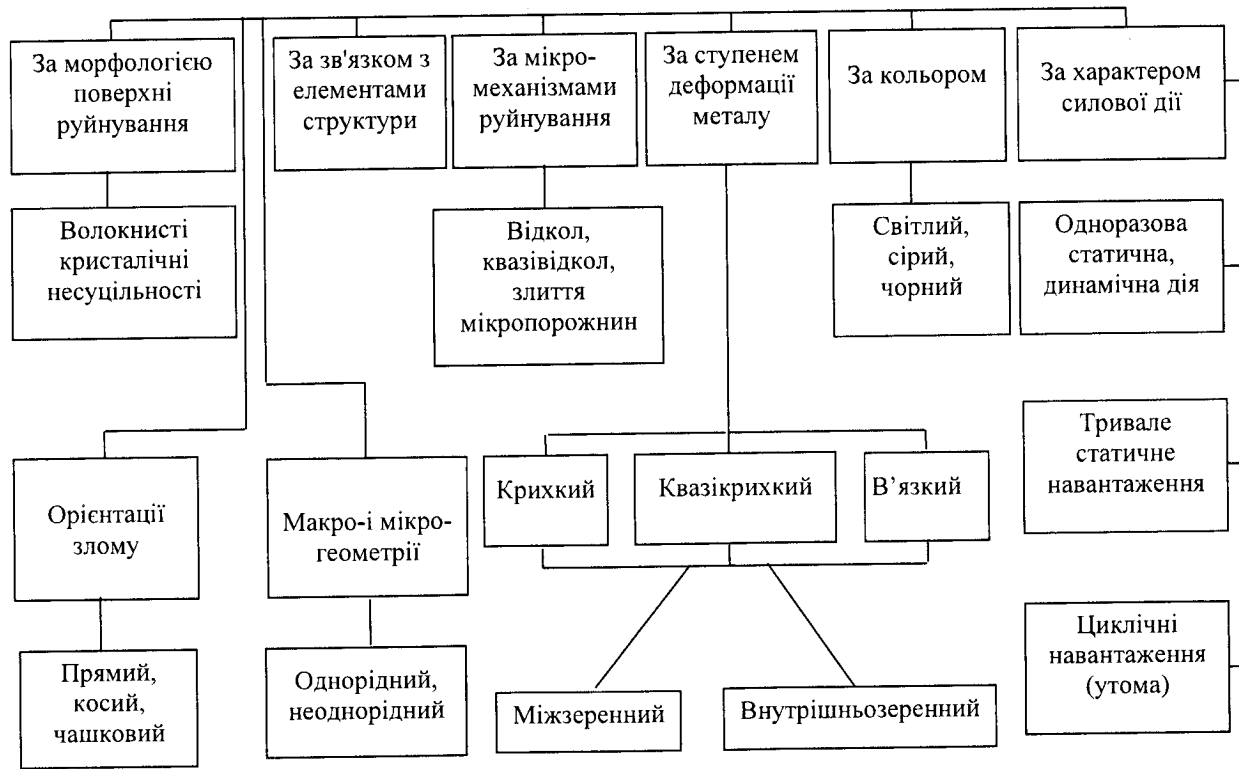 За морфологією
поверхні
руйнування
За зв'язком з
елементами
структури
За мікро-
механізмами
руйнування
За ступенем
деформації
металу
За кольором
За характером
силової дії
Волокнисті
кристалічні
несуцільності
Відкол,
квазівідкол,
злиття
мікропорожнин
Світлий,
сірий,
чорний
Одноразова
статична,
динамічна дія
Орієнтації
злому
Макро-і мікро-
геометрії
Крихкий
Квазікрихкий
В’язкий
Тривале
статичне
навантаження
Прямий,
косий,
чашковий
Однорідний,
неоднорідний
Міжзеренний
Внутрішньозеренний
Циклічні
навантаження
(утома)